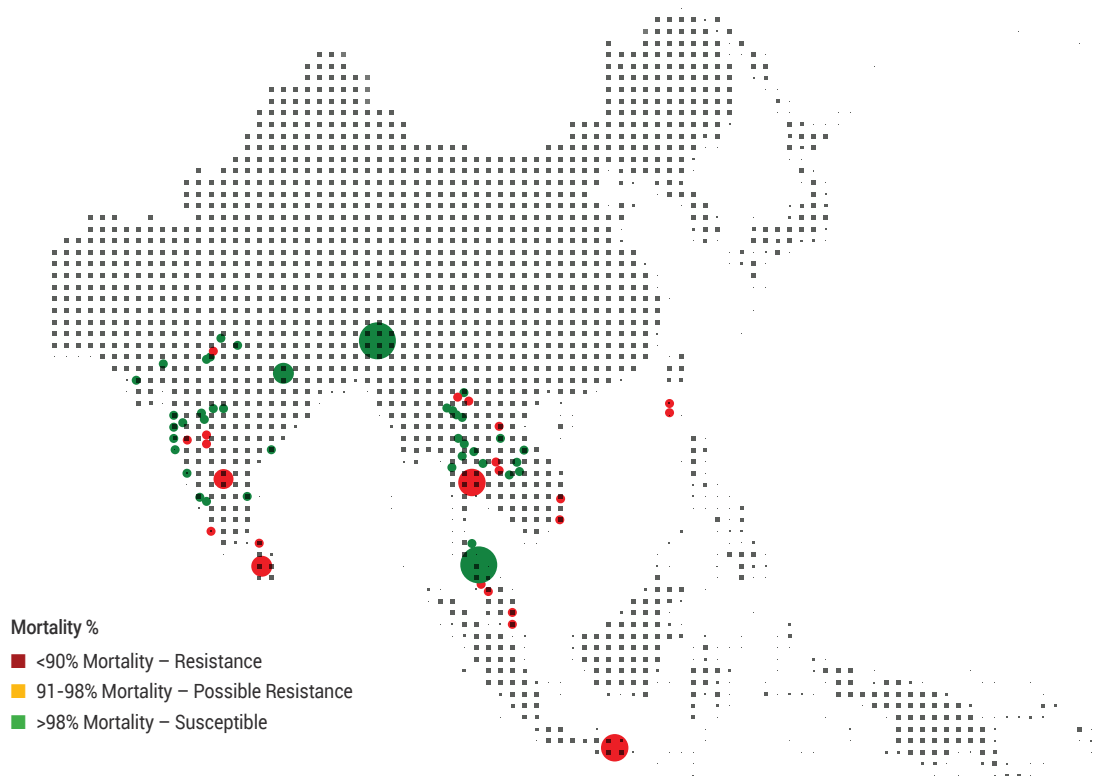 Mortality %
<90% Mortality – Resistance
91-98% Mortality – Possible Resistance
>98% Mortality – Susceptible